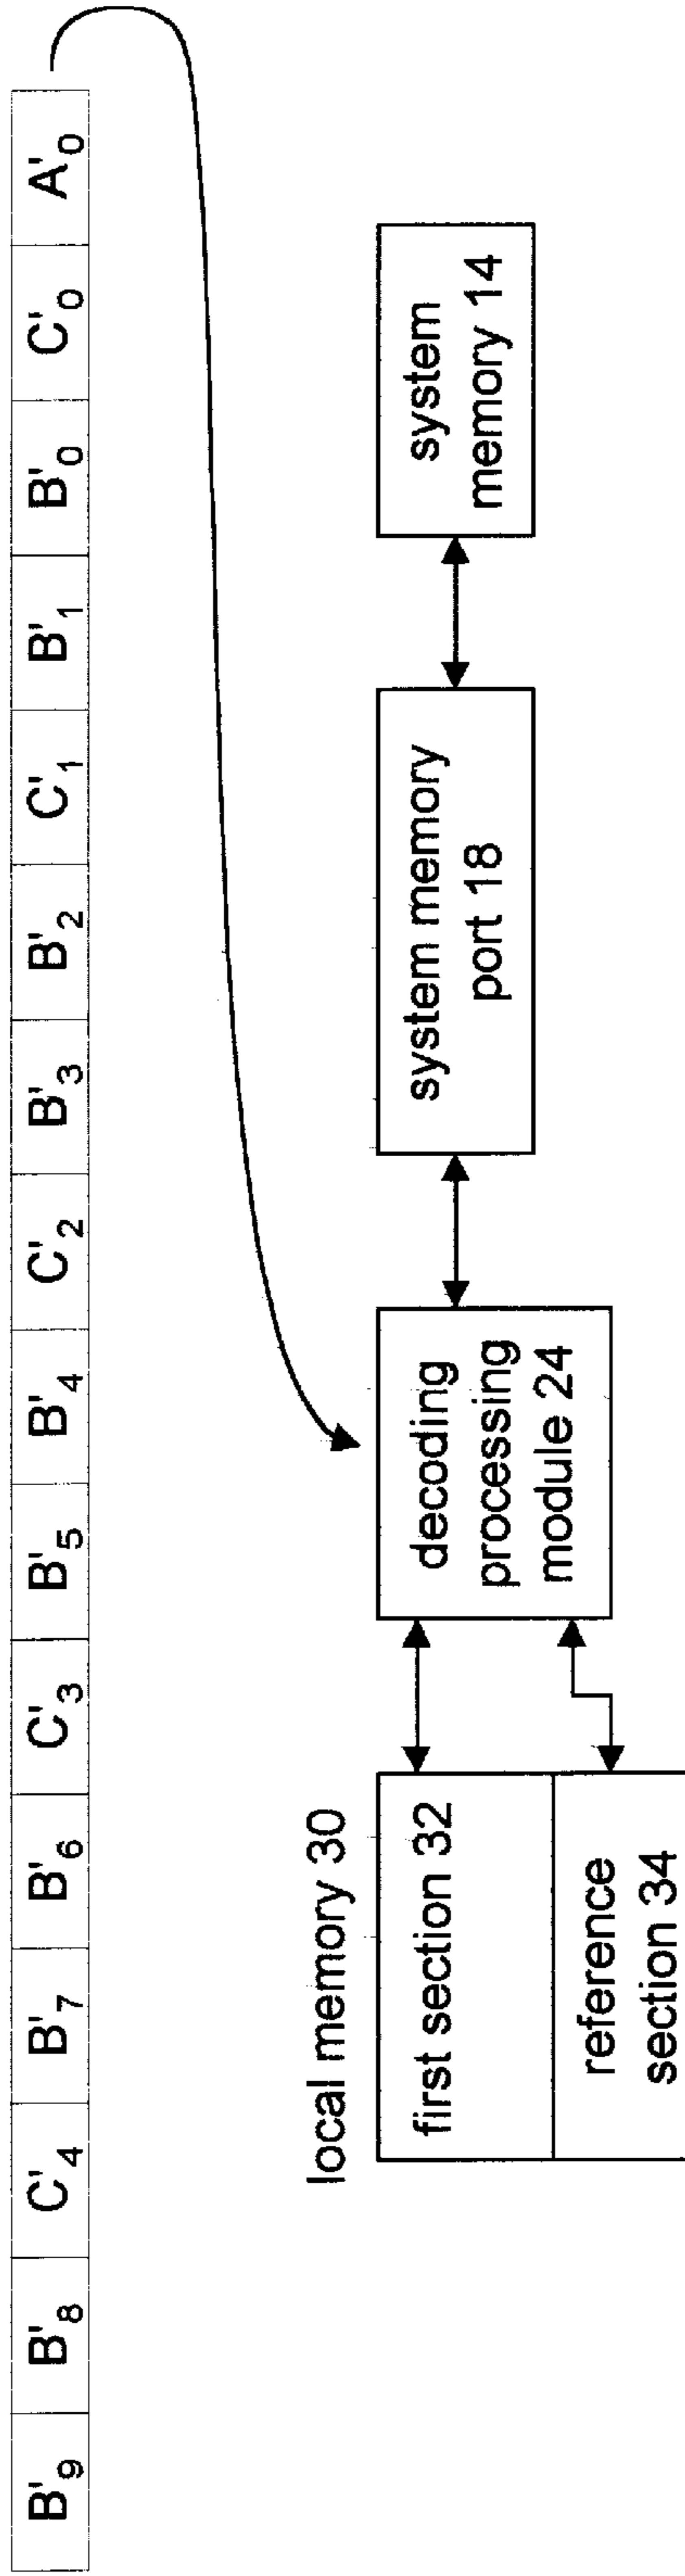 B'9 B'8 C'4 B'7 B'6 C'3 B'5 B'4 C'2 B'3 B'2 C'1 B'1 B'0 C'0 A'0
local memory 30
first section 32
reference
section 34
decoding
processing
module 24
system memory
port 18
system
memory 14